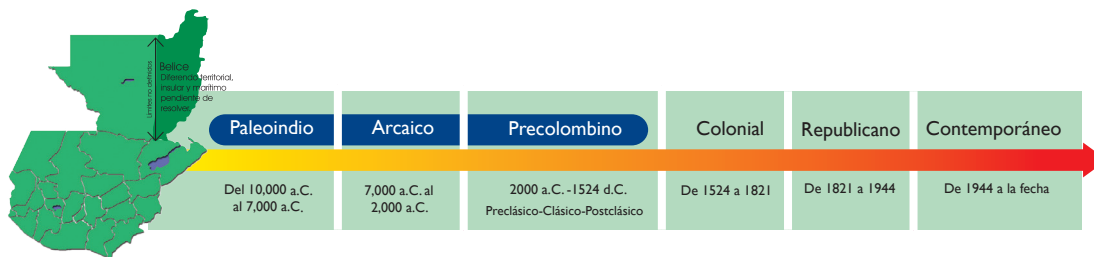 Límites no definidos
Belice
Diferendo territorial,
insular y marítimo
pendiente de
resolver.
Paleoindio
Arcaico
Precolombino
Colonial
Republicano
Contemporáneo
Del 10,000 a.C.
al 7,000 a.C.
7,000 a.C. al
2,000 a.C.
2000 a.C. -1524 d.C.
Preclásico-Clásico-Postclásico
De 1524 a 1821
De 1821 a 1944
De 1944 a la fecha